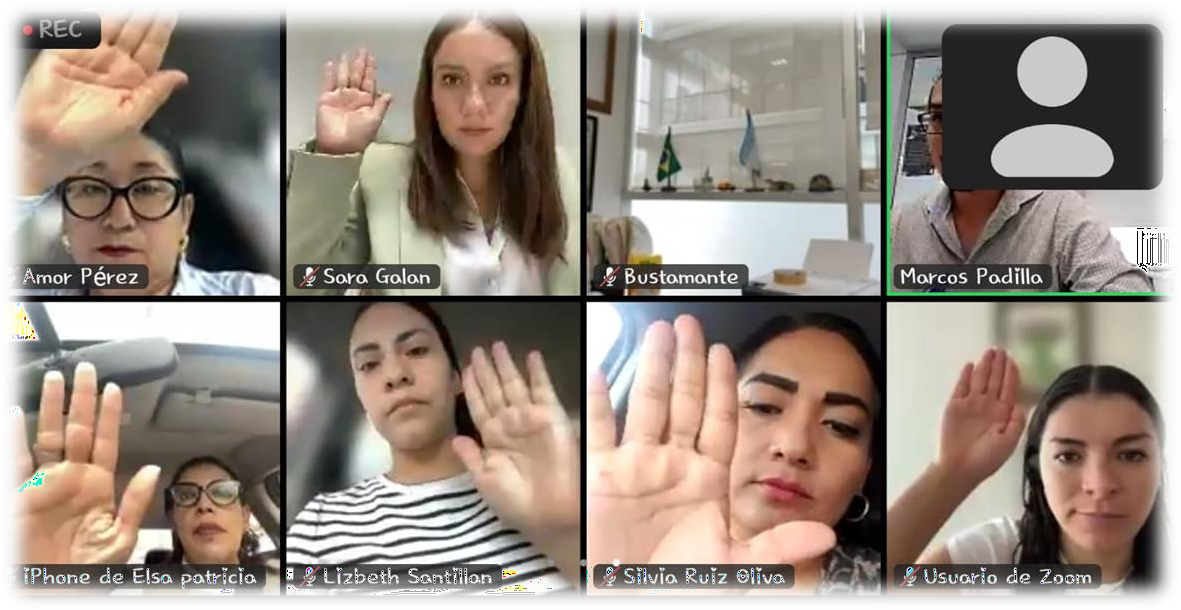 REC
Amor Pérez
Sara Galan
Bustamante
Marcos Padilla
iPhone de Elsa patricia
Lizbeth Santillan
Silvia Ruiz Oliva
Usuario de Zoom